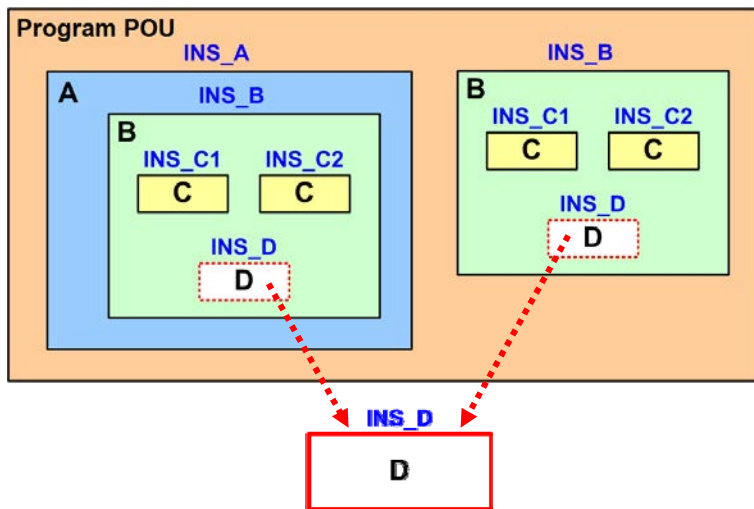 Program POU
INS_A
INS_B
A
INS_B
B
B
INS_C1
INS_C2
C
C
INS_C1
INS_C2
C
C
INS_D
D
INS_D
D
INS_D
D